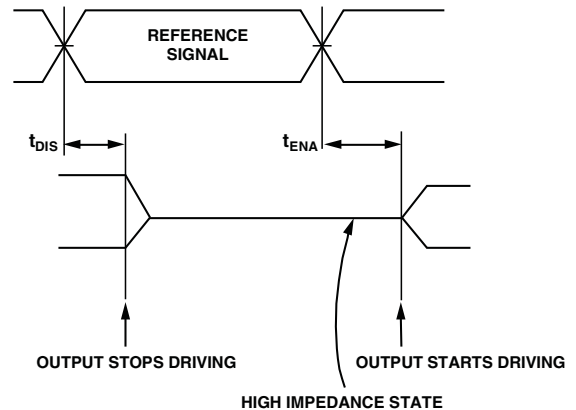 REFERENCE
SIGNAL
tDIS
tENA
OUTPUT STOPS DRIVING
OUTPUT STARTS DRIVING
HIGH IMPEDANCE STATE